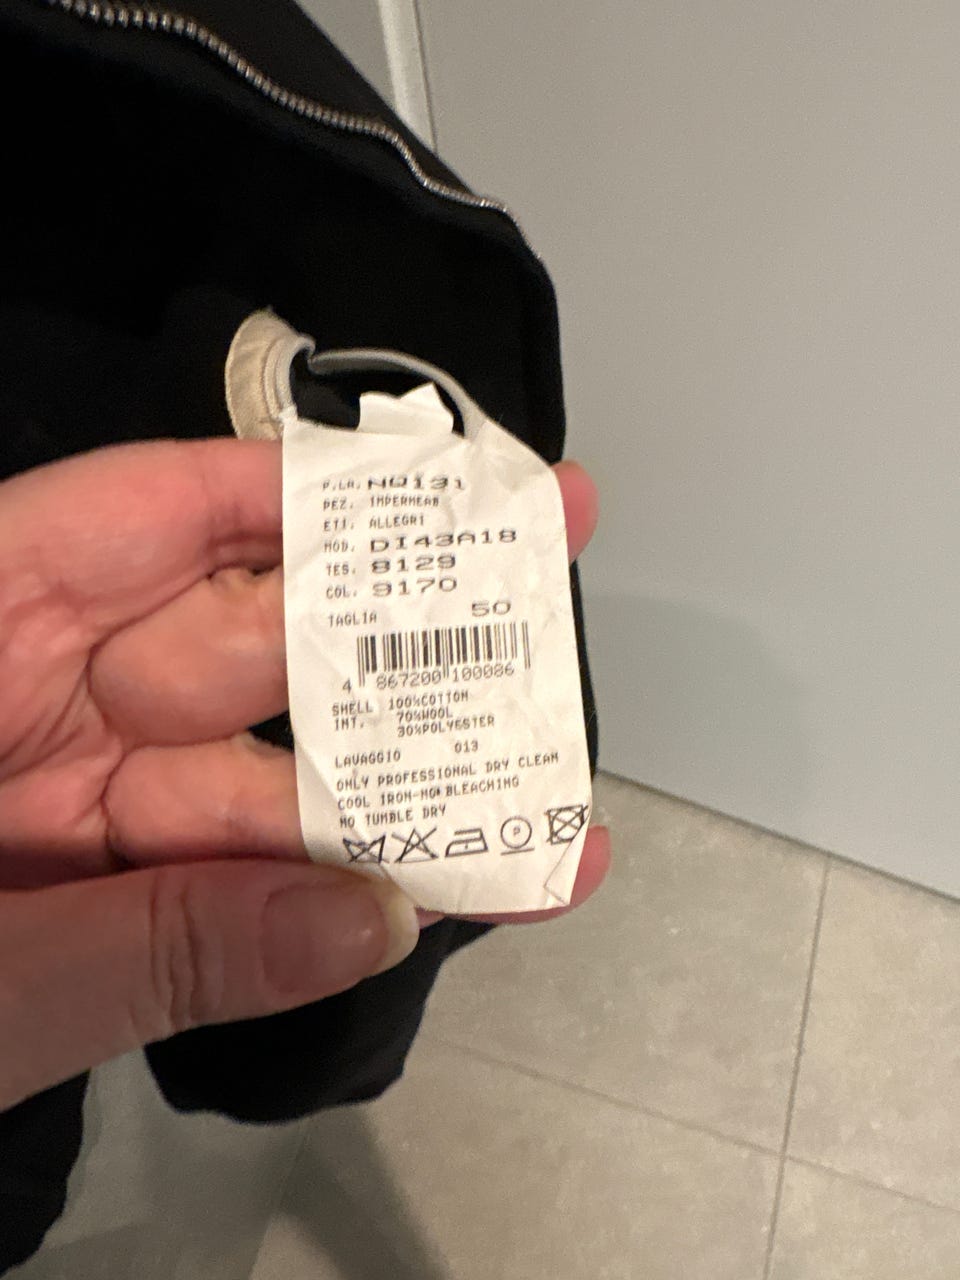 P.LA. NQ131
PEZ. IMPERMEAB
ETI. ALLEGRI
MOD. DI43A18
TES. 8129
COL. 9170
TAGLIA 50
4 867200 100086
SHELL 100%COTTON
INT. 70%WOOL
30%POLYESTER
LAVAGGIO 013
ONLY PROFESSIONAL DRY CLEAN
COOL IRON-NO BLEACHING
NO TUMBLE DRY
P